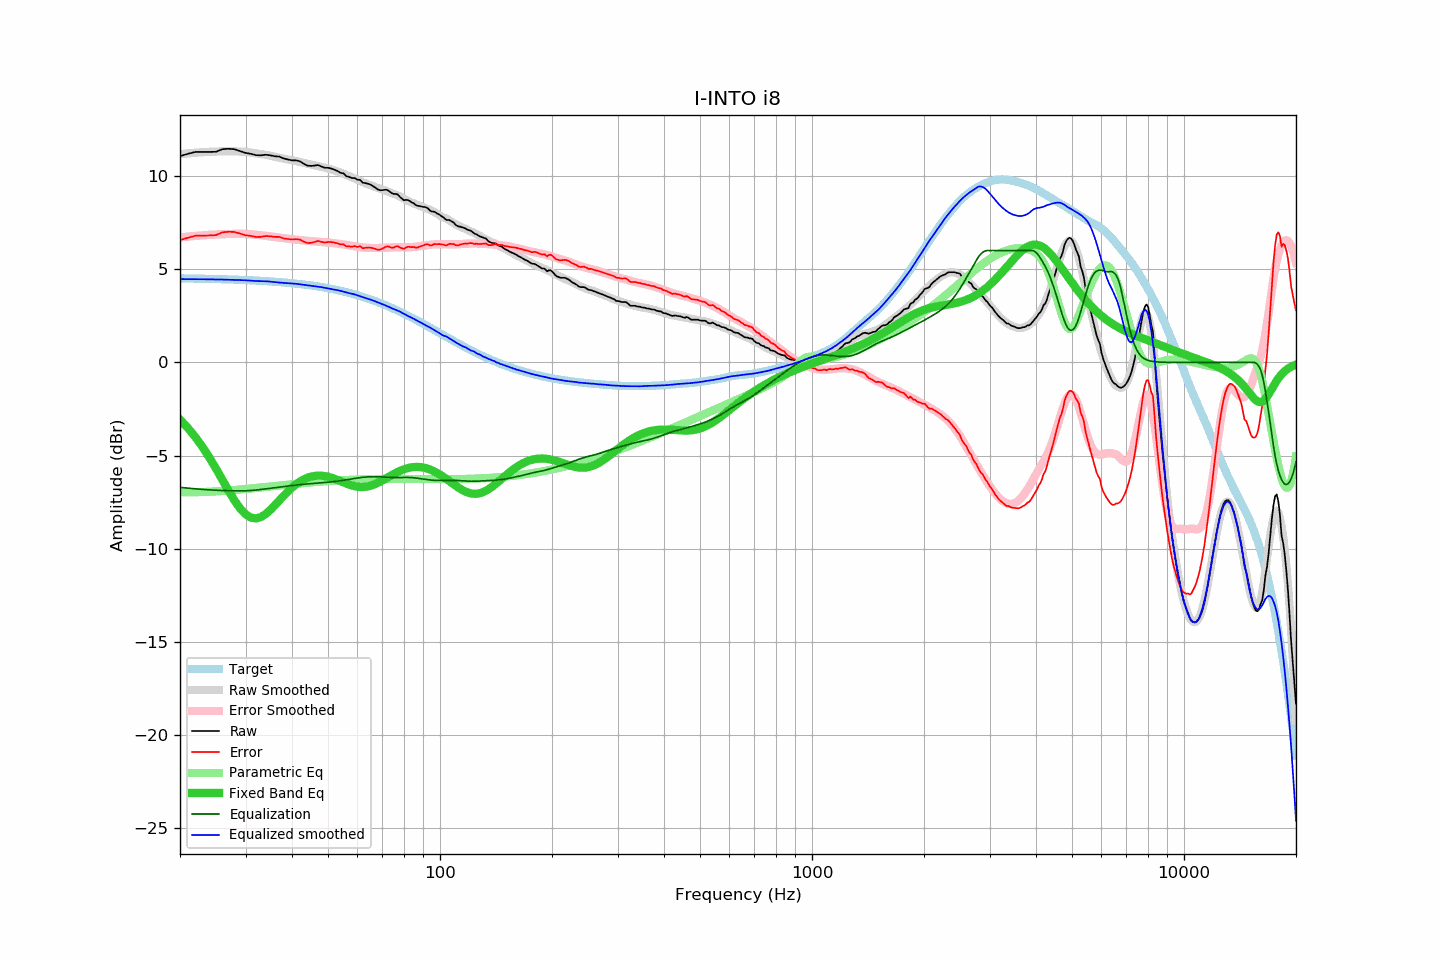 I-INTO i8
Amplitude (dBr)
10
5
0
−5
−10
−15
−20
−25
Target
Raw Smoothed
Error Smoothed
Raw
Error
Parametric Eq
Fixed Band Eq
Equalization
Equalized smoothed
100 1000 10000
Frequency (Hz)